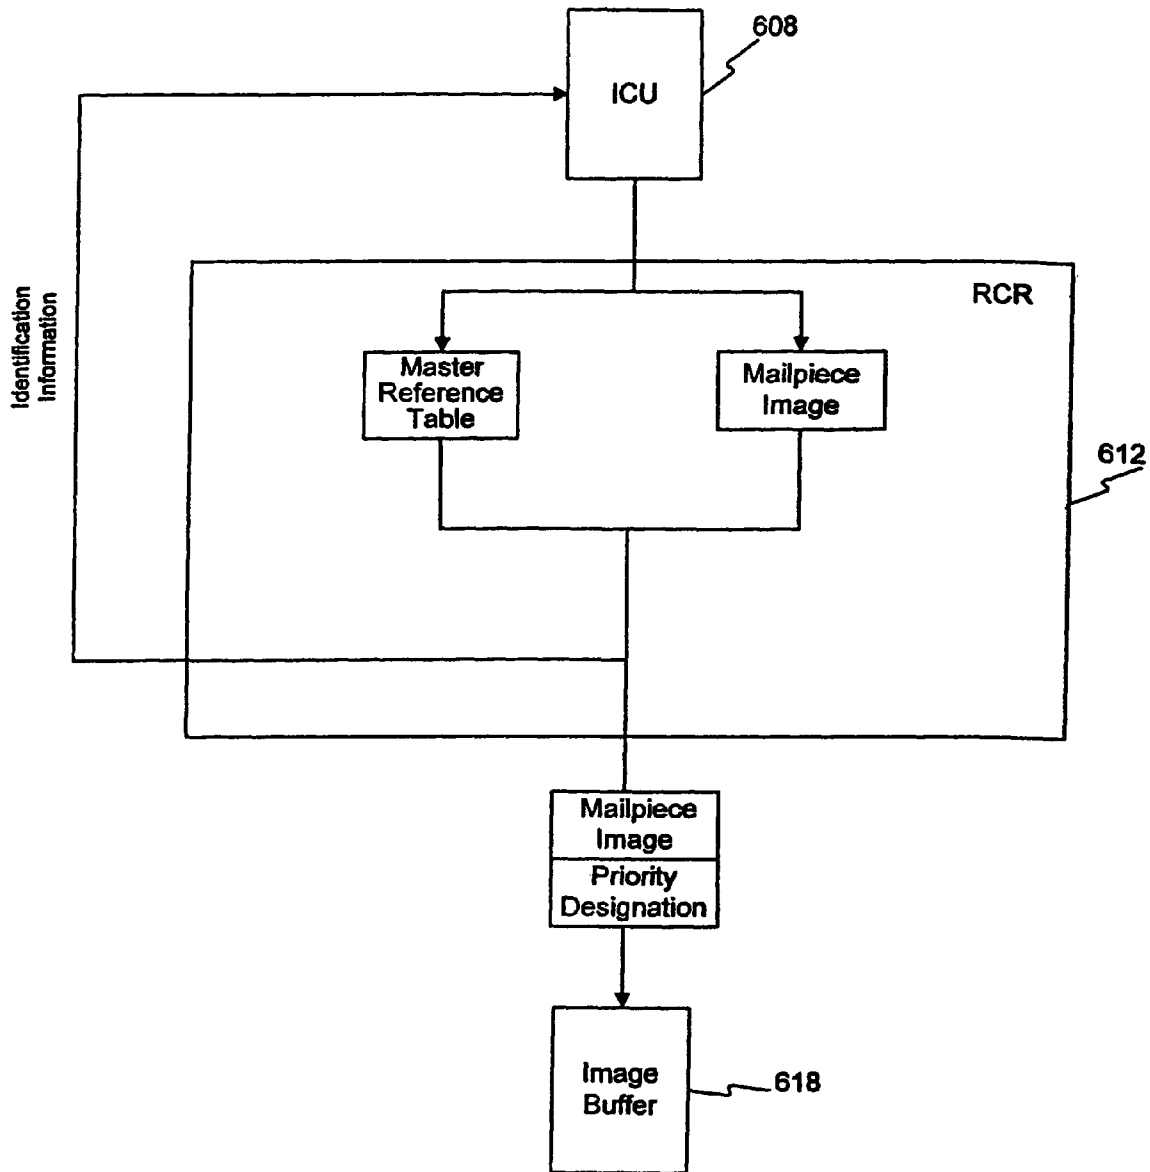 608
ICU
Identification
Information
RCR
Master
Reference
Table
Mailpiece
Image
612
Mailpiece
Image
Priority
Designation
Image
Buffer
618